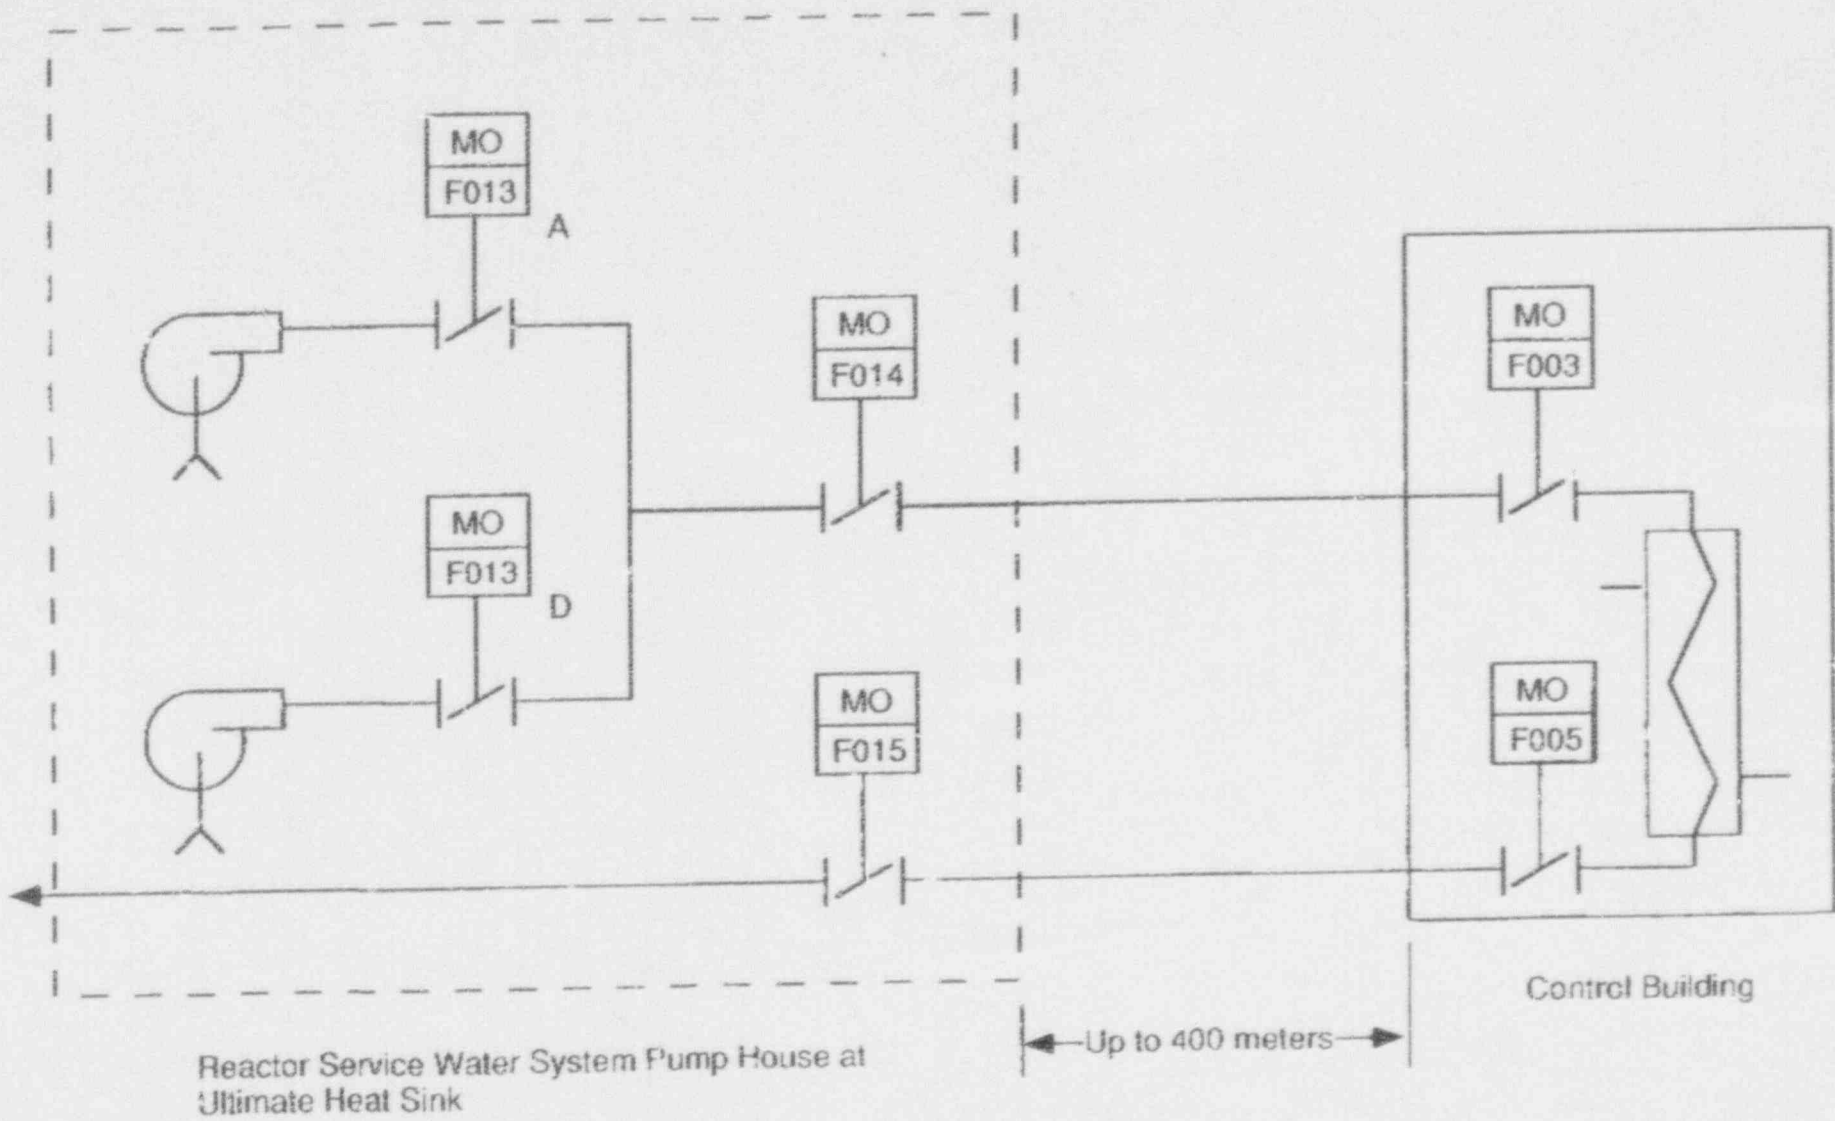 MO
F013
A
MO
F014
MO
F003
MO
F013
D
MO
F015
MO
F005
Control Building
Up to 400 meters
Reactor Service Water System Pump House at
Ultimate Heat Sink